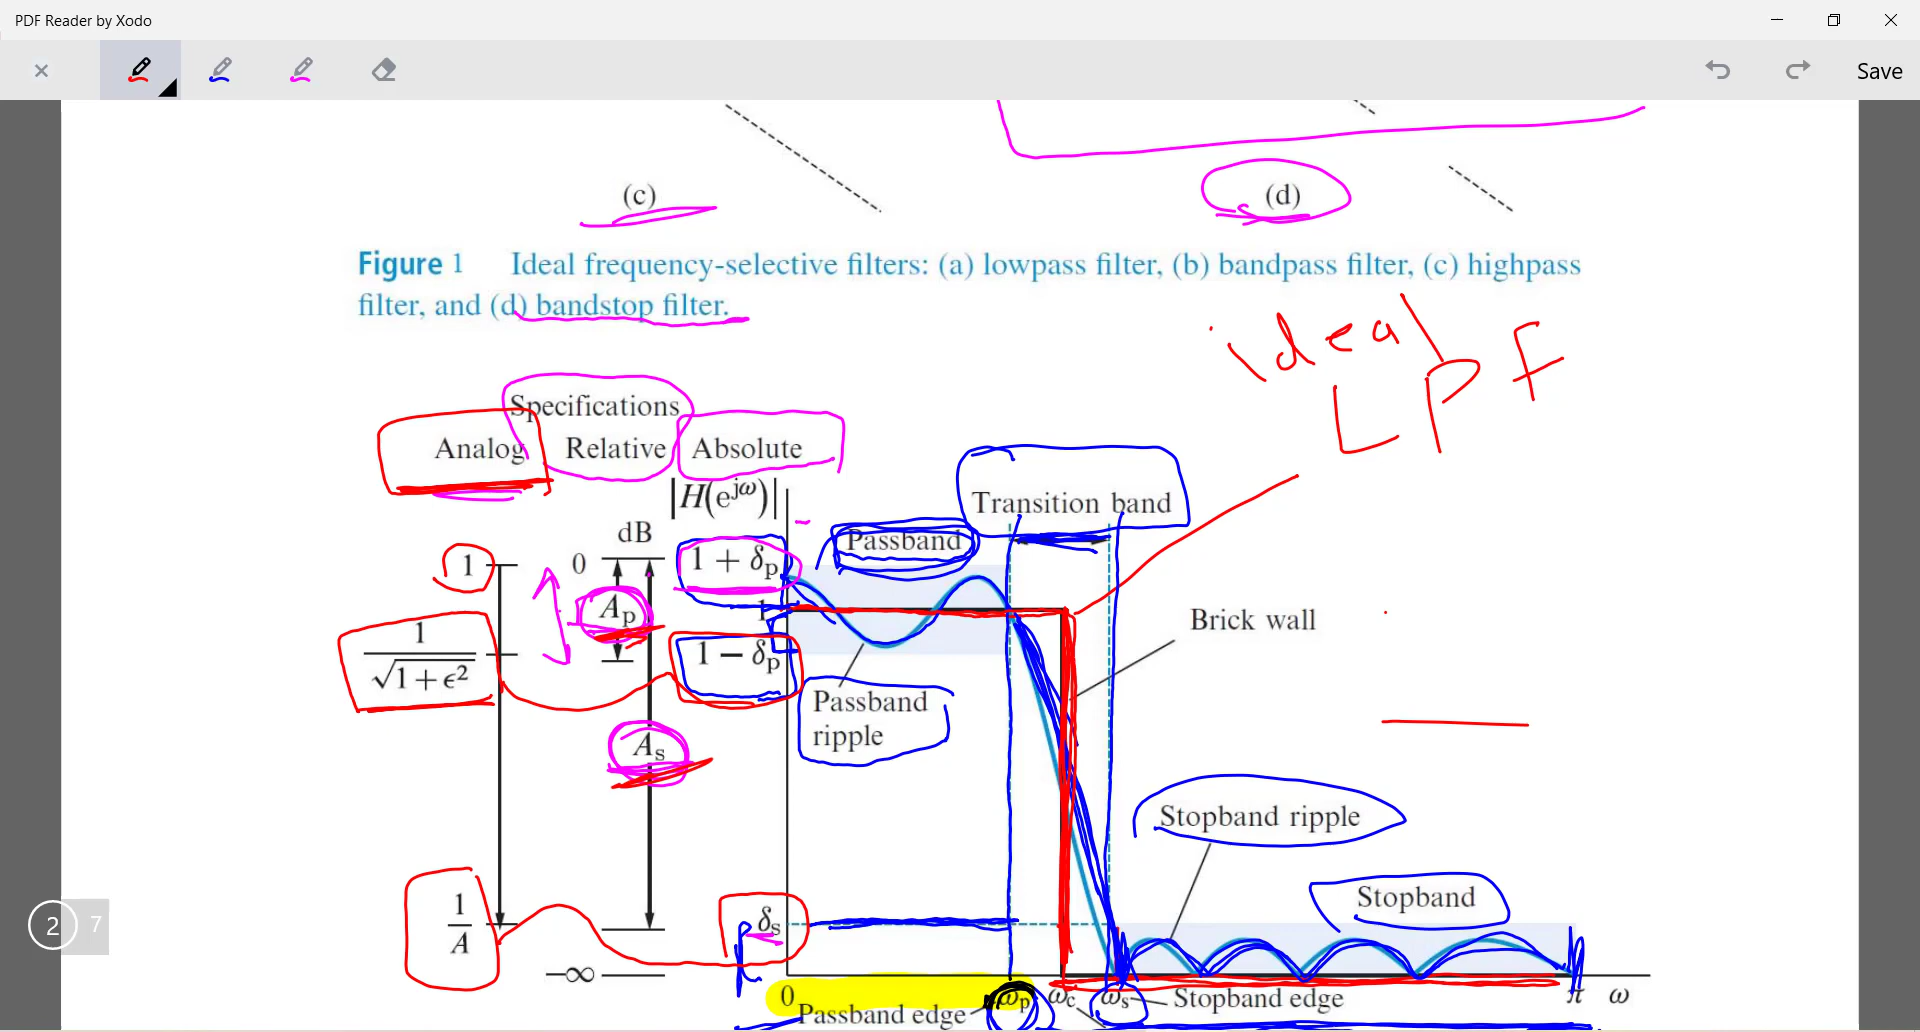 PDF Reader by Xodo
Save
(c)
(d)
Figure 1 Ideal frequency-selective filters: (a) lowpass filter, (b) bandpass filter, (c) highpass
filter, and (d) bandstop filter.
ideal
LPF
Specifications
Analog Relative Absolute
|H(e^jω)|
Transition band
dB
Passband
1 0 1 + δp
Ap
1
Brick wall
1/√1+ϵ² 1 − δp
Passband
ripple
As
Stopband ripple
Stopband
1/A δs
−∞
0 ωp ωc ωs Stopband edge π ω
Passband edge
2 7